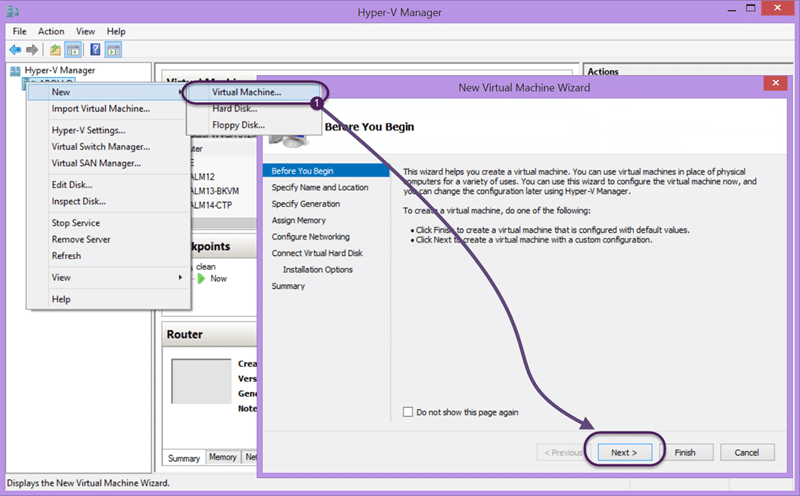 Hyper-V Manager
File Action View Help
Hyper-V Manager
New
Import Virtual Machine...
Hyper-V Settings...
Virtual Switch Manager...
Virtual SAN Manager...
Edit Disk...
Inspect Disk...
Stop Service
Remove Server
Refresh
View
Help
Virtual Machine...
Hard Disk...
Floppy Disk...
1
ALM12
ALM13-BKVM
ALM14-CTP
clean
Now
Router
Summary Memory
Actions
New Virtual Machine Wizard
Before You Begin
Before You Begin
Specify Name and Location
Specify Generation
Assign Memory
Configure Networking
Connect Virtual Hard Disk
Installation Options
Summary
This wizard helps you create a virtual machine. You can use virtual machines in place of physical
computers for a variety of uses. You can use this wizard to configure the virtual machine now, and
you can change the configuration later using Hyper-V Manager.
To create a virtual machine, do one of the following:
• Click Finish to create a virtual machine that is configured with default values.
• Click Next to create a virtual machine with a custom configuration.
Do not show this page again
< Previous Next > Finish Cancel
Displays the New Virtual Machine Wizard.